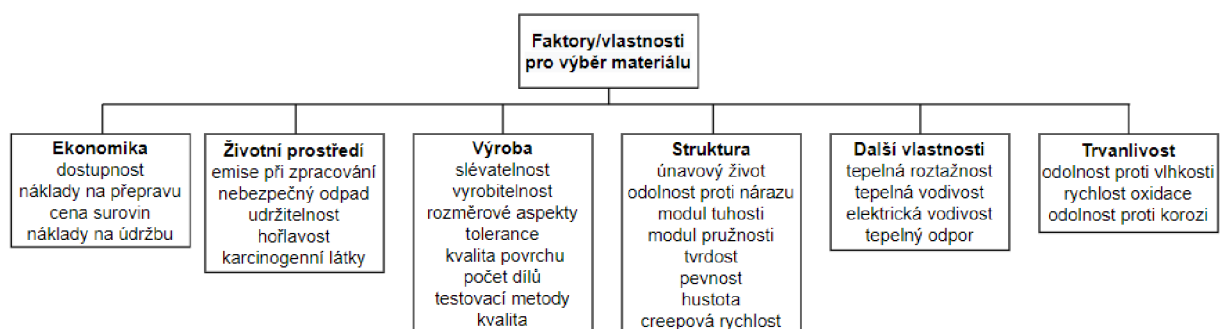 Faktory/vlastnosti
pro výběr materiálu
Ekonomika
dostupnost
náklady na přepravu
cena surovin
náklady na údržbu
Životní prostředí
emise při zpracování
nebezpečný odpad
udržitelnost
hořlavost
karcinogenní látky
Výroba
slévatelnost
vyrobitelnost
rozměrové aspekty
tolerance
kvalita povrchu
počet dílů
testovací metody
kvalita
Struktura
únavový život
odolnost proti nárazu
modul tuhosti
modul pružnosti
tvrdost
pevnost
hustota
creepová rychlost
Další vlastnosti
tepelná roztažnost
tepelná vodivost
elektrická vodivost
tepelný odpor
Trvanlivost
odolnost proti vlhkosti
rychlost oxidace
odolnost proti korozi